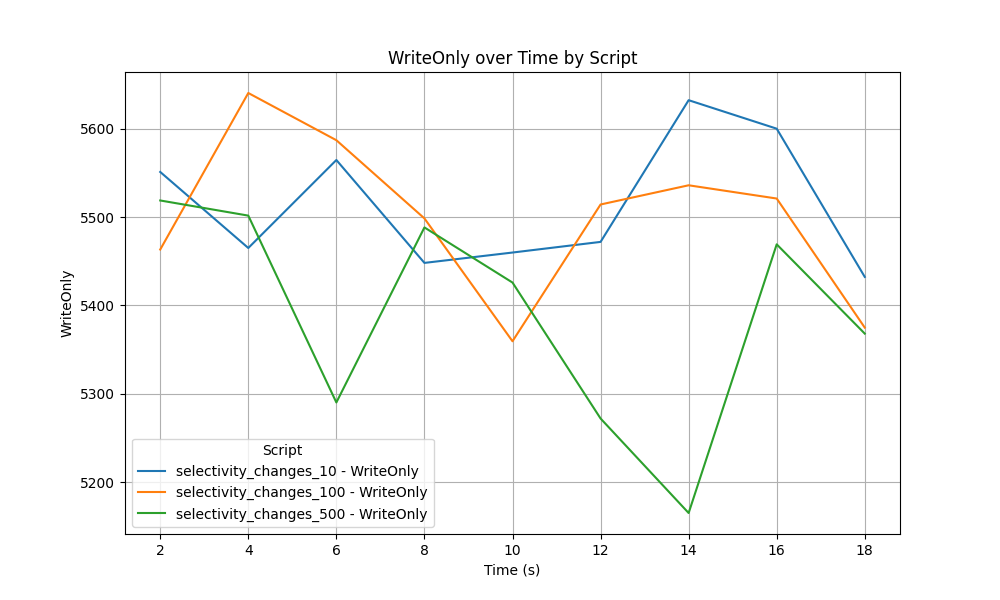 WriteOnly over Time by Script
WriteOnly
5600
5500
5400
5300
5200
Script
selectivity_changes_10 - WriteOnly
selectivity_changes_100 - WriteOnly
selectivity_changes_500 - WriteOnly
2 4 6 8 10 12 14 16 18
Time (s)